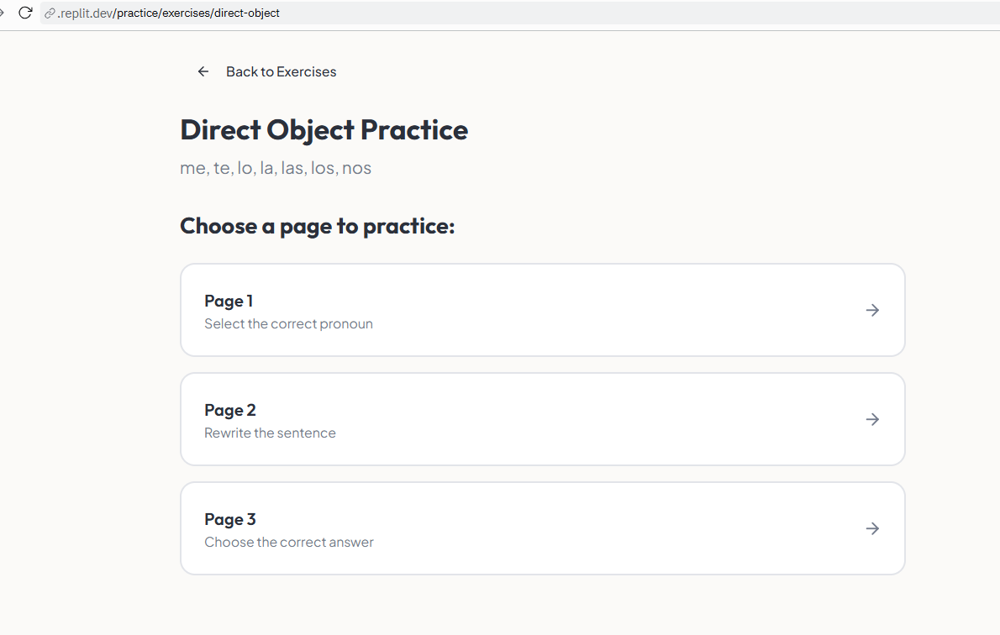 .replit.dev/practice/exercises/direct-object
Back to Exercises
Direct Object Practice
me, te, lo, la, las, los, nos
Choose a page to practice:
Page 1
Select the correct pronoun
Page 2
Rewrite the sentence
Page 3
Choose the correct answer